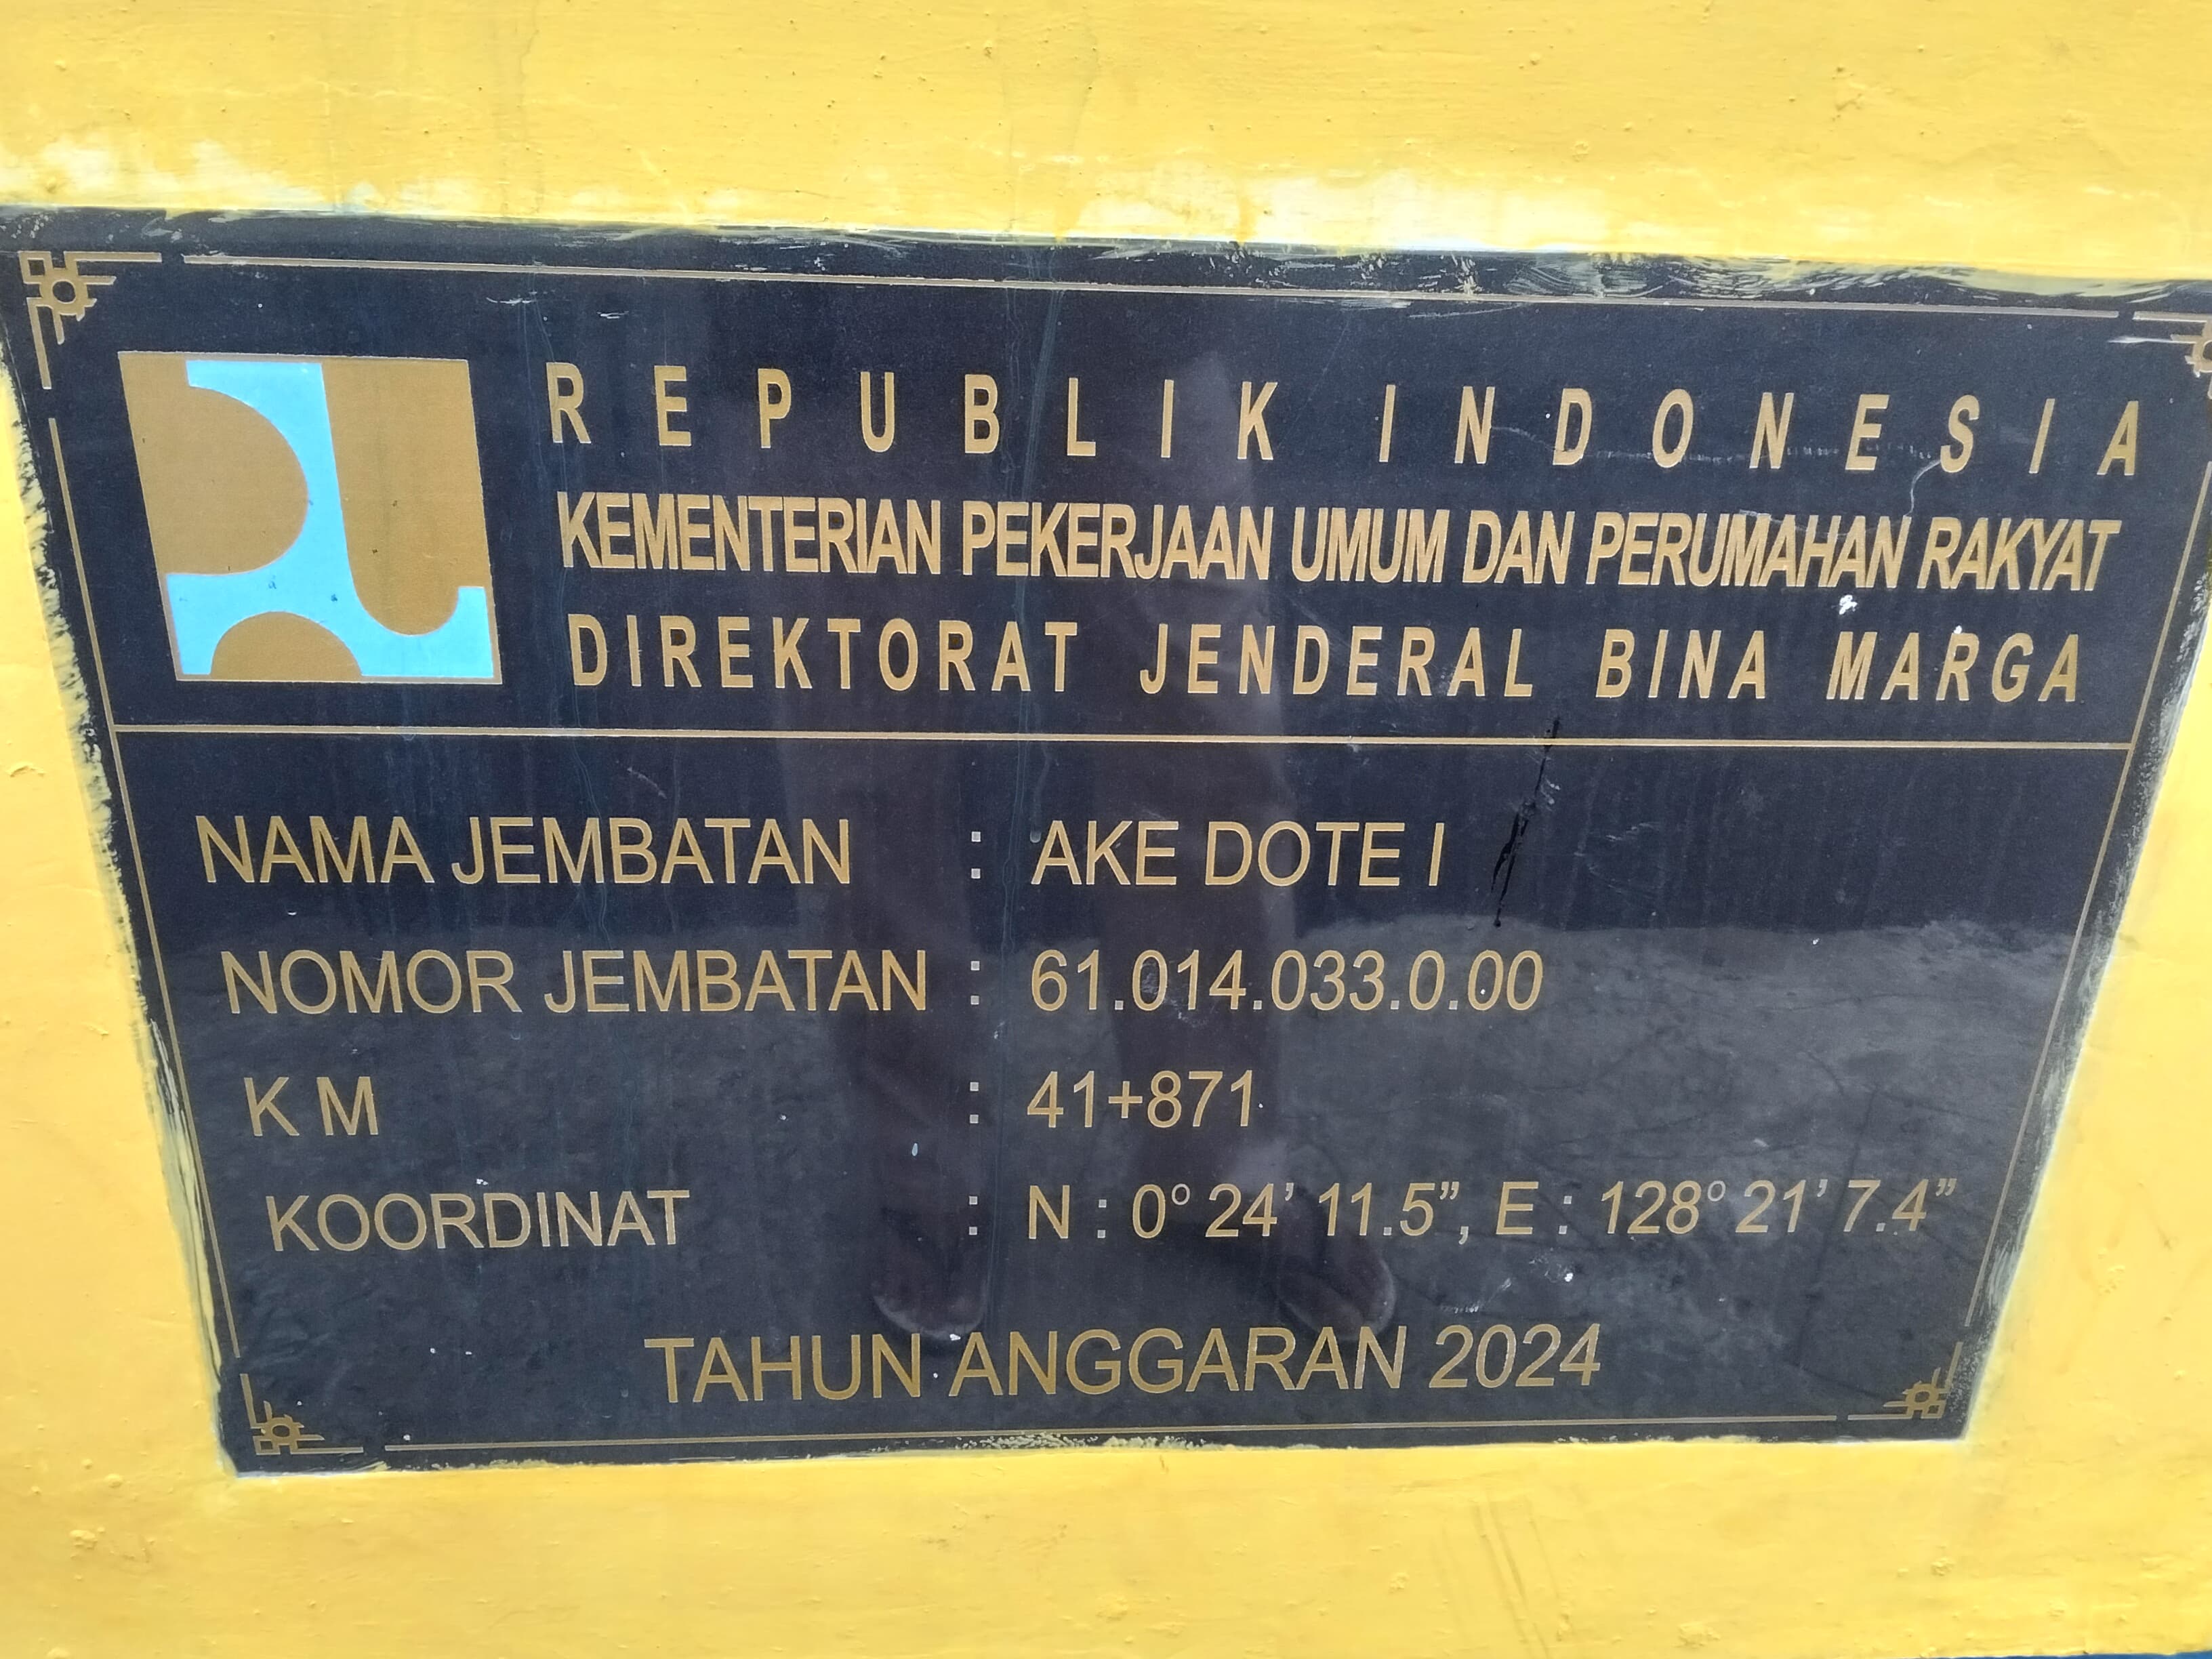 REPUBLIK INDONESIA
KEMENTERIAN PEKERJAAN UMUM DAN PERUMAHAN RAKYAT
DIREKTORAT JENDERAL BINA MARGA
NAMA JEMBATAN : AKE DOTE I
NOMOR JEMBATAN : 61.014.033.0.00
K M : 41+871
KOORDINAT : N : 0° 24' 11.5", E : 128° 21' 7.4"
TAHUN ANGGARAN 2024